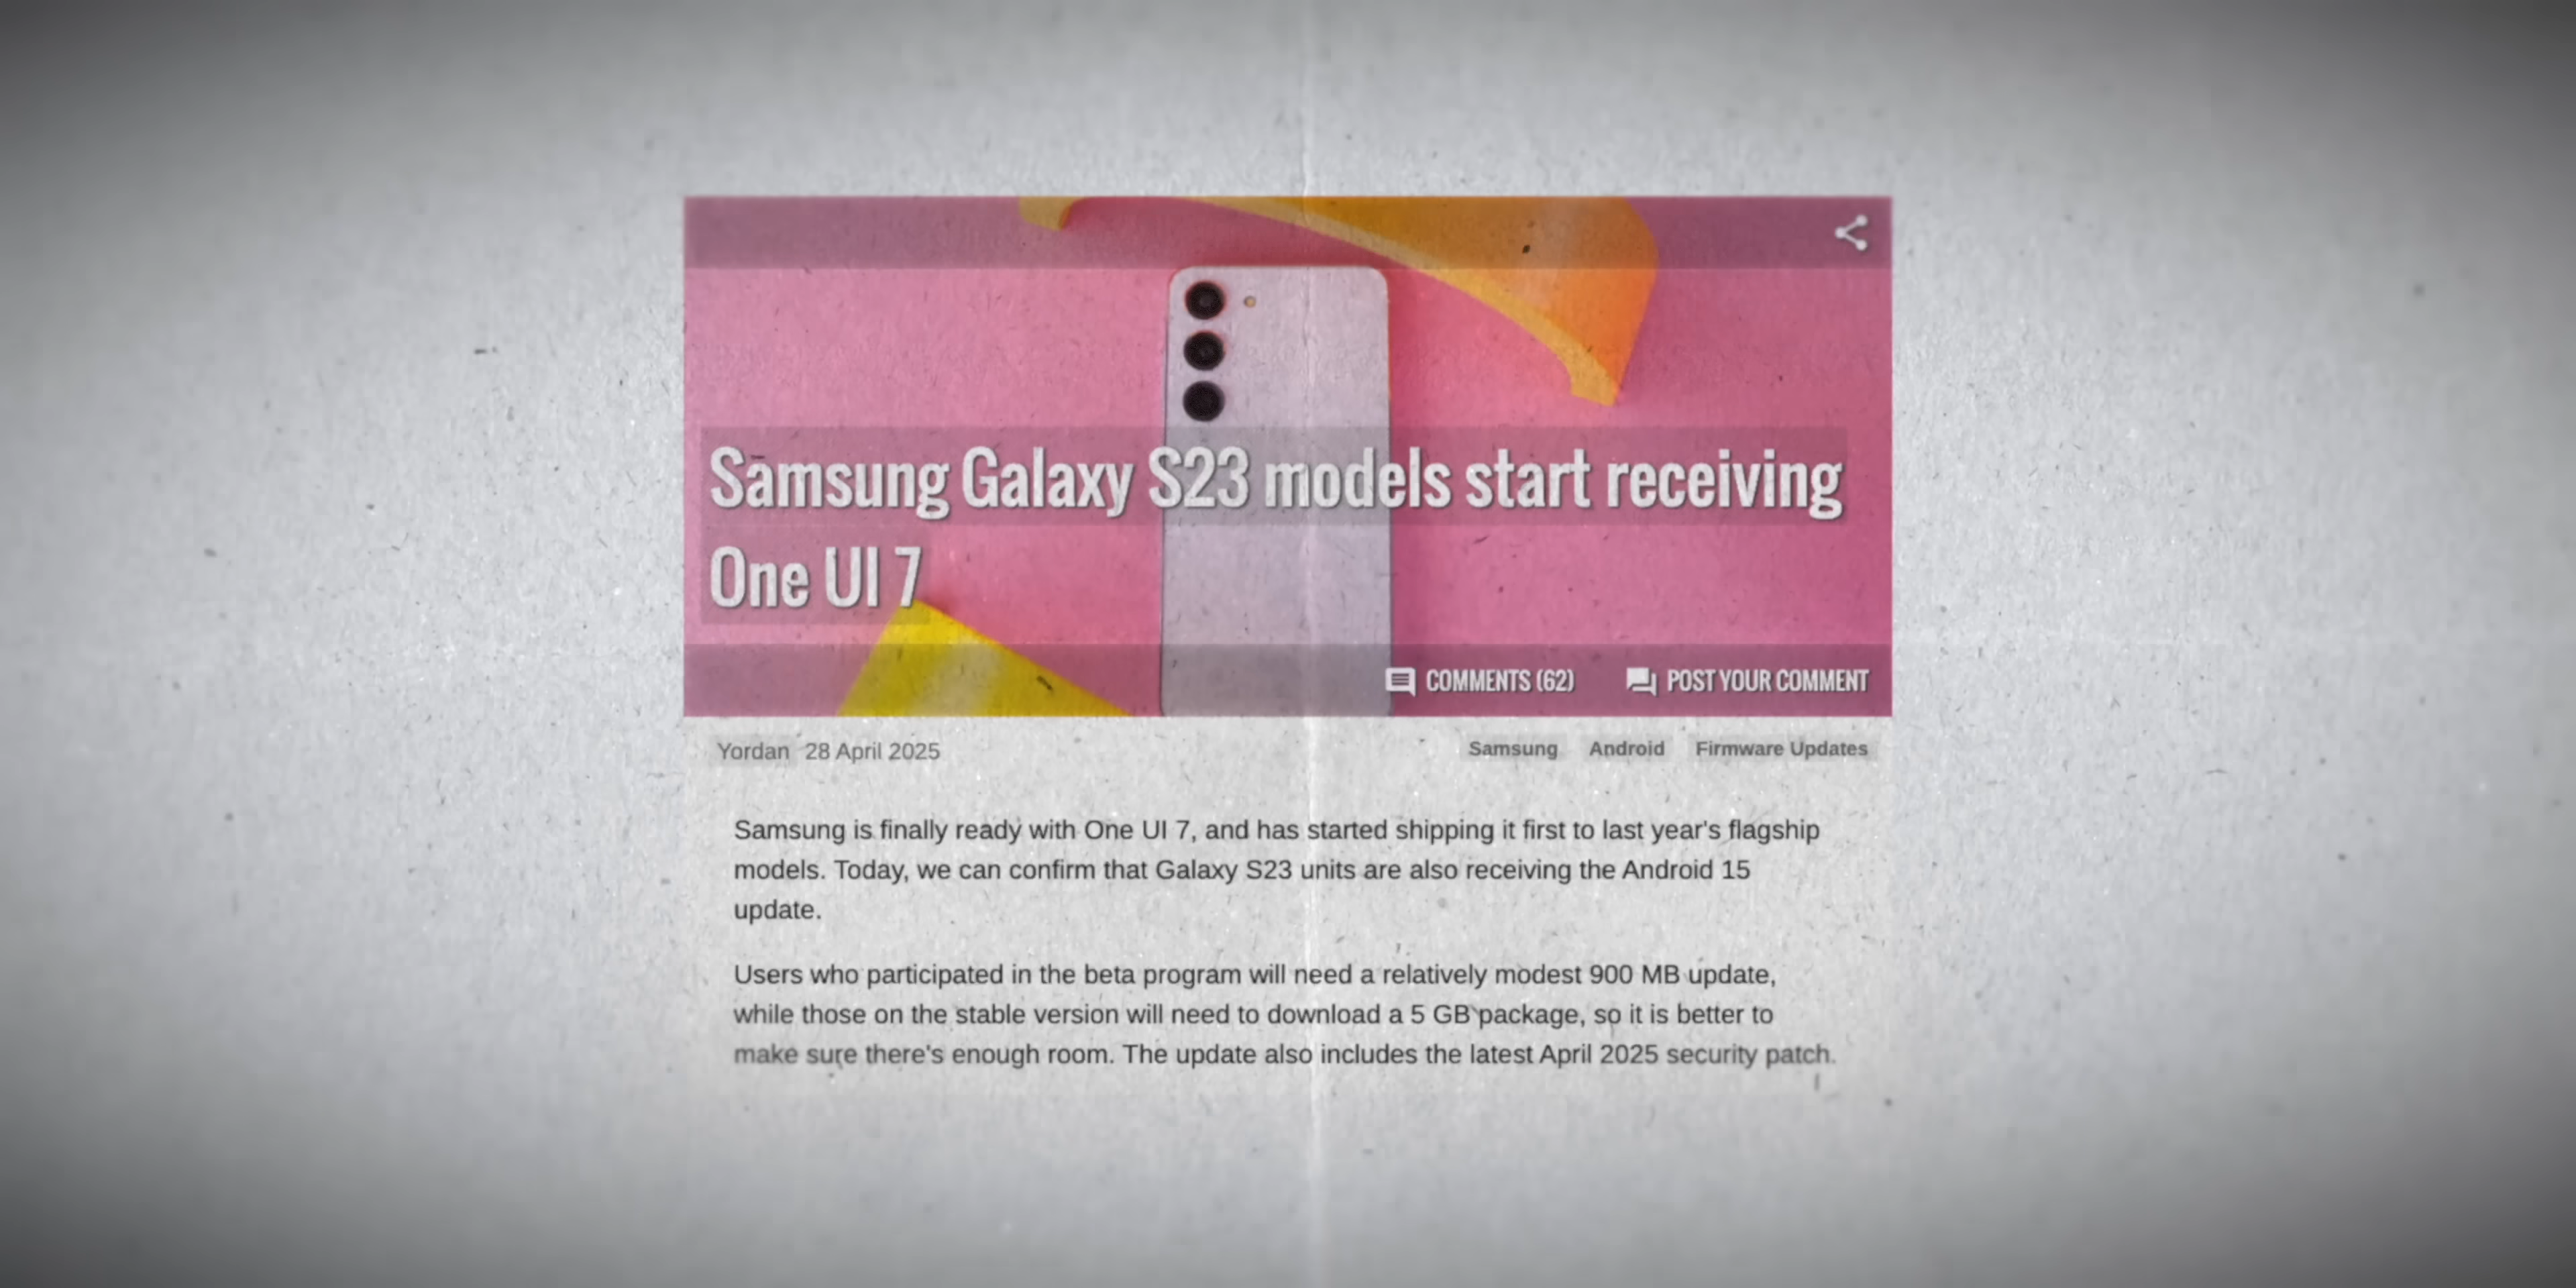 Samsung Galaxy S23 models start receiving
One UI 7
COMMENTS (62) POST YOUR COMMENT
Yordan 28 April 2025 Samsung Android Firmware Updates
Samsung is finally ready with One UI 7, and has started shipping it first to last year's flagship
models. Today, we can confirm that Galaxy S23 units are also receiving the Android 15
update.
Users who participated in the beta program will need a relatively modest 900 MB update,
while those on the stable version will need to download a 5 GB package, so it is better to
make sure there's enough room. The update also includes the latest April 2025 security patch.